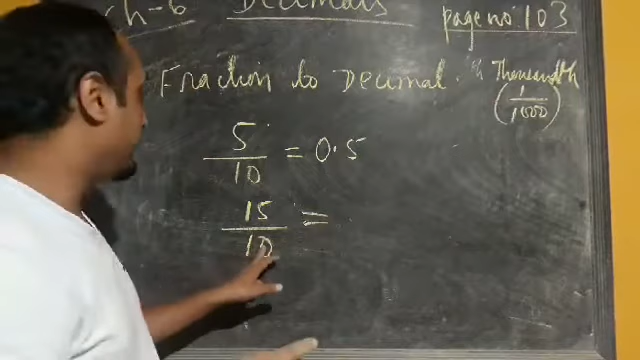 ch-6 Decimals
page no 103
Fraction to Decimal.
Thousandth
(1/1000)
5/10 = 0.5
15/10 =